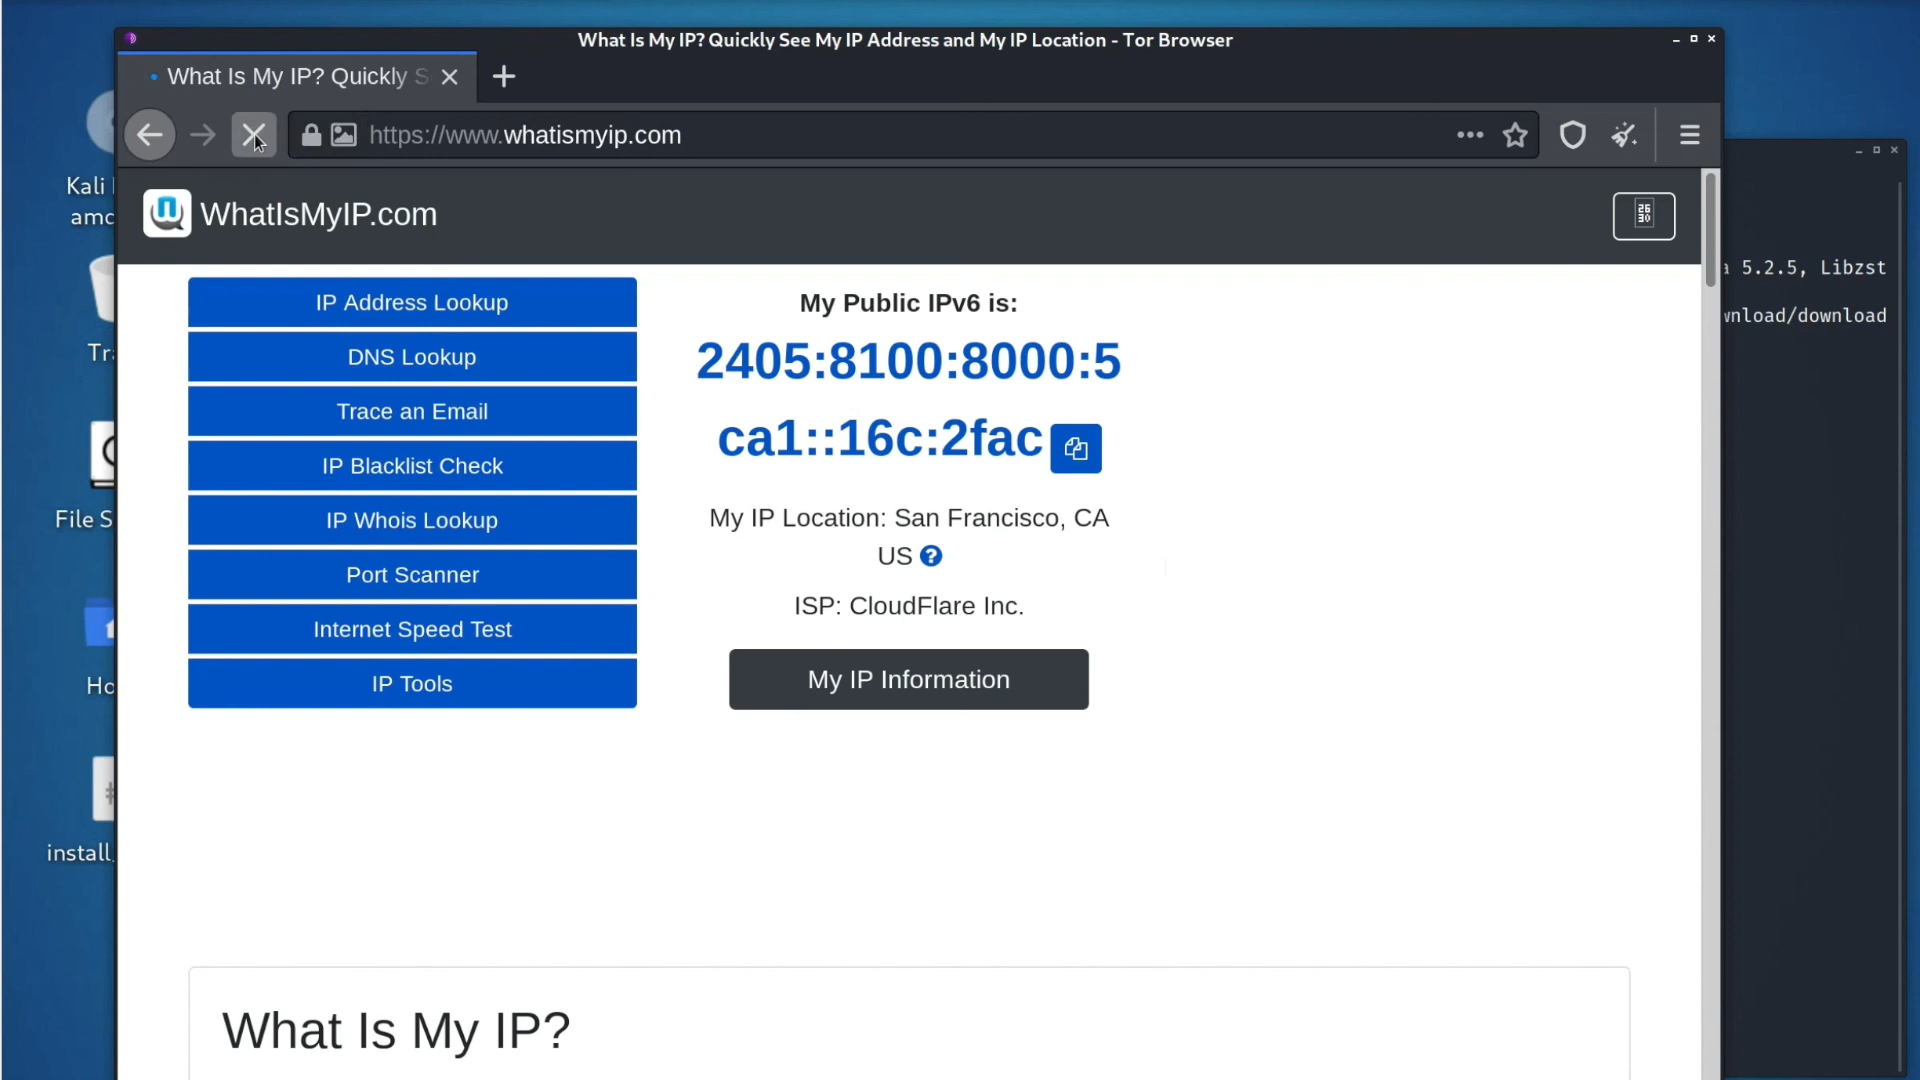 What Is My IP? Quickly See My IP Address and My IP Location - Tor Browser
What Is My IP? Quickly S
https://www.whatismyip.com
WhatIsMyIP.com
IP Address Lookup
DNS Lookup
Trace an Email
IP Blacklist Check
IP Whois Lookup
Port Scanner
Internet Speed Test
IP Tools
My Public IPv6 is:
2405:8100:8000:5
ca1::16c:2fac
My IP Location: San Francisco, CA
US
ISP: CloudFlare Inc.
My IP Information
What Is My IP?
Kali
amc
Tr
File S
Ho
install
5.2.5, Libzst
wnload/download